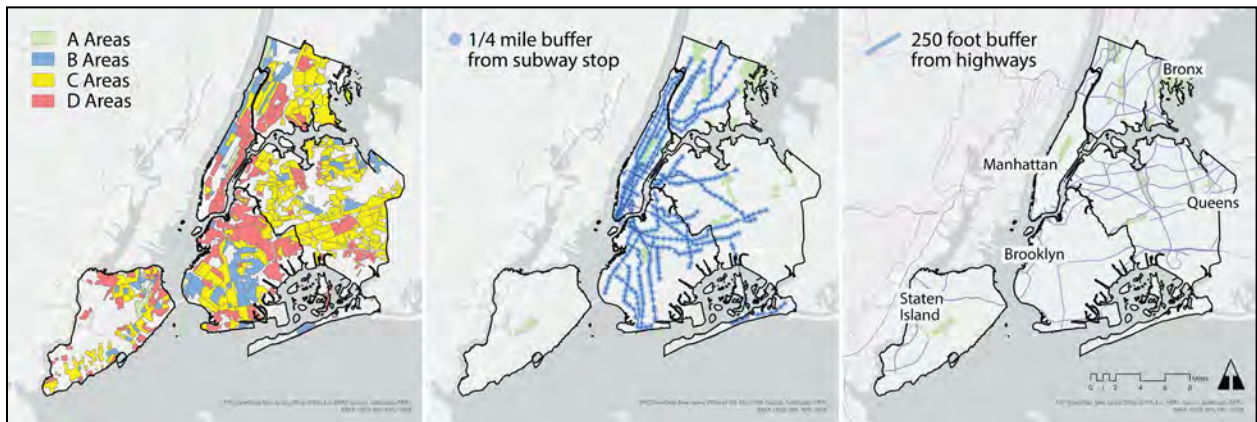 A Areas
B Areas
C Areas
D Areas
1/4 mile buffer
from subway stop
250 foot buffer
from highways
Bronx
Manhattan
Queens
Brooklyn
Staten
Island
0 1 2 4 6 8
Miles